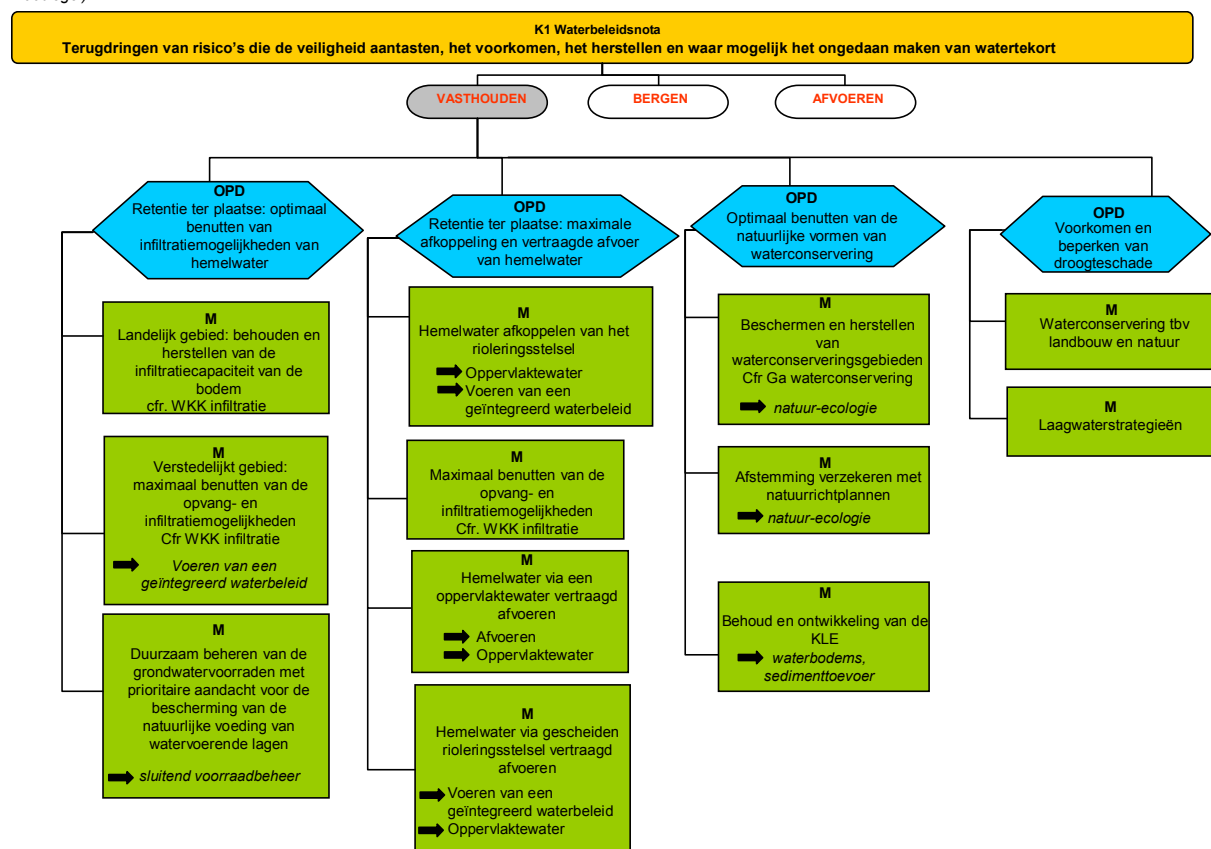 K1 Waterbeleidsnota
Terugdringen van risico's die de veiligheid aantasten, het voorkomen, het herstellen en waar mogelijk het ongedaan maken van watertekort
VASTHOUDEN
BERGEN
AFVOEREN
OPD
Retentie ter plaatse: optimaal
benutten van
infiltratiemogelijkheden van
hemelwater
M
Landelijk gebied: behouden en
herstellen van de
infiltratiecapaciteit van de
bodem
cfr. WKK infiltratie
M
Verstedelijkt gebied:
maximaal benutten van de
opvang- en
infiltratiemogelijkheden
Cfr WKK infiltratie
Voeren van een
geïntegreerd waterbeleid
M
Duurzaam beheren van de
grondwatervoorraden met
prioritaire aandacht voor de
bescherming van de
natuurlijke voeding van
watervoerende lagen
sluitend voorraadbeheer
OPD
Retentie ter plaatse: maximale
afkoppeling en vertraagde afvoer
van hemelwater
M
Hemelwater afkoppelen van het
rioleringsstelsel
Oppervlaktewater
Voeren van een
geïntegreerd waterbeleid
M
Maximaal benutten van de
opvang- en
infiltratiemogelijkheden
Cfr. WKK infiltratie
M
Hemelwater via een
oppervlaktewater vertraagd
afvoeren
Afvoeren
Oppervlaktewater
M
Hemelwater via gescheiden
rioleringsstelsel vertraagd
afvoeren
Voeren van een
geïntegreerd waterbeleid
Oppervlaktewater
OPD
Optimaal benutten van de
natuurlijke vormen van
waterconservering
M
Beschermen en herstellen
van
waterconserveringsgebieden
Cfr Ga waterconservering
natuur-ecologie
M
Afstemming verzekeren met
natuurrichtplannen
natuur-ecologie
M
Behoud en ontwikkeling van de
KLE
waterbodems,
sedimenttoevoer
OPD
Voorkomen en
beperken van
droogteschade
M
Waterconservering tbv
landbouw en natuur
M
Laagwaterstrategieën